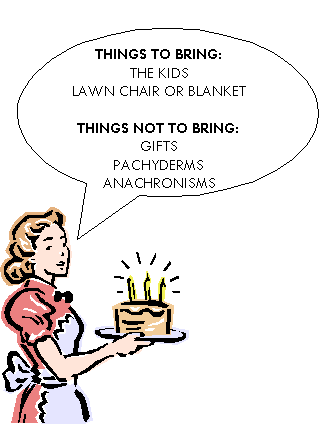 THINGS TO BRING:
THE KIDS
LAWN CHAIR OR BLANKET
THINGS NOT TO BRING:
GIFTS
PACHYDERMS
ANACHRONISMS